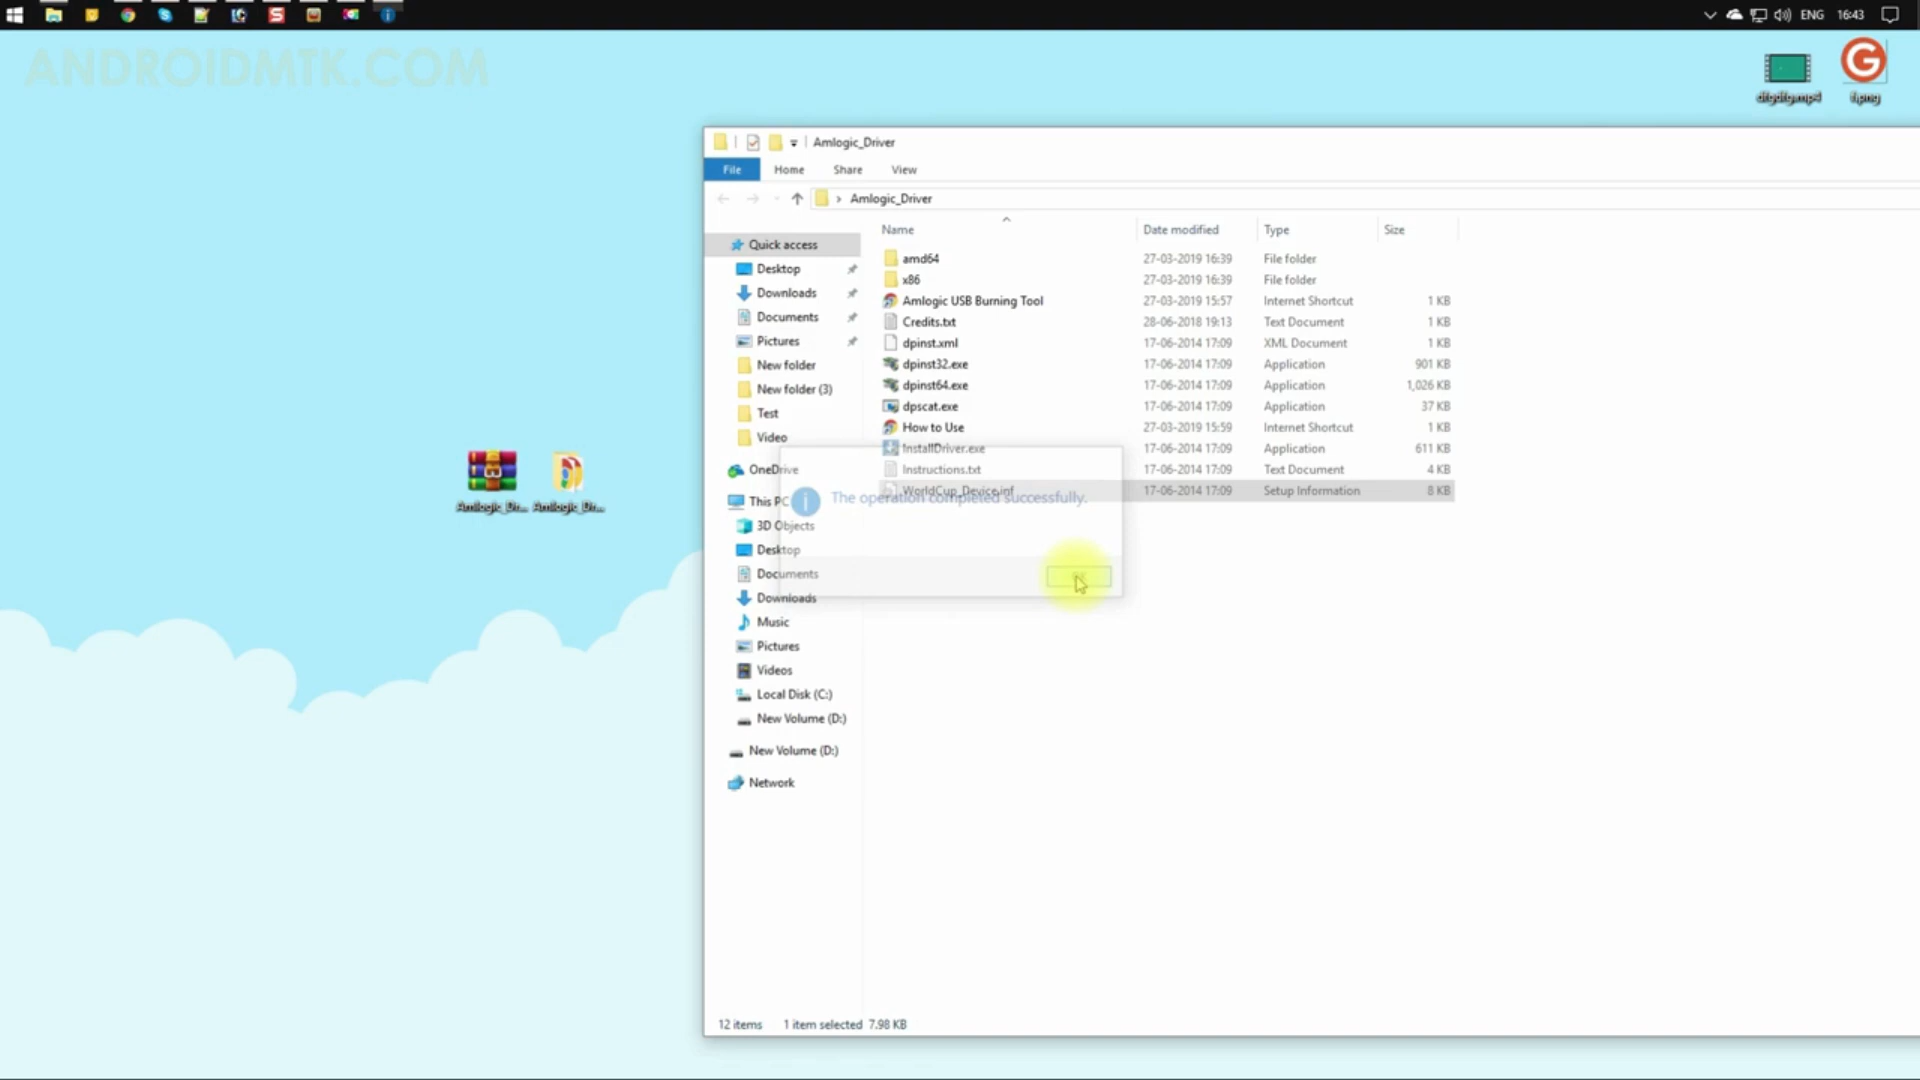 ENG 16:43
ANDROIDMTK.COM
digdig.mp4 f.png
Amlogic_Driver
File Home Share View
Amlogic_Driver
Name Date modified Type Size
Quick access
Desktop
Downloads
Documents
Pictures
New folder
New folder (3)
Test
Video
OneDrive
This PC
3D Objects
Desktop
Documents
Downloads
Music
Pictures
Videos
Local Disk (C:)
New Volume (D:)
New Volume (D:)
Network
amd64 27-03-2019 16:39 File folder
x86 27-03-2019 16:39 File folder
Amlogic USB Burning Tool 27-03-2019 15:57 Internet Shortcut 1 KB
Credits.txt 28-06-2018 19:13 Text Document 1 KB
dpinst.xml 17-06-2014 17:09 XML Document 1 KB
dpinst32.exe 17-06-2014 17:09 Application 901 KB
dpinst64.exe 17-06-2014 17:09 Application 1,026 KB
dpscat.exe 17-06-2014 17:09 Application 37 KB
How to Use 27-03-2019 15:59 Internet Shortcut 1 KB
InstallDriver.exe 17-06-2014 17:09 Application 611 KB
Instructions.txt 17-06-2014 17:09 Text Document 4 KB
WorldCup_Device.inf 17-06-2014 17:09 Setup Information 8 KB
The operation completed successfully.
Amlogic_Dr... Amlogic_Dr...
12 items 1 item selected 7.98 KB